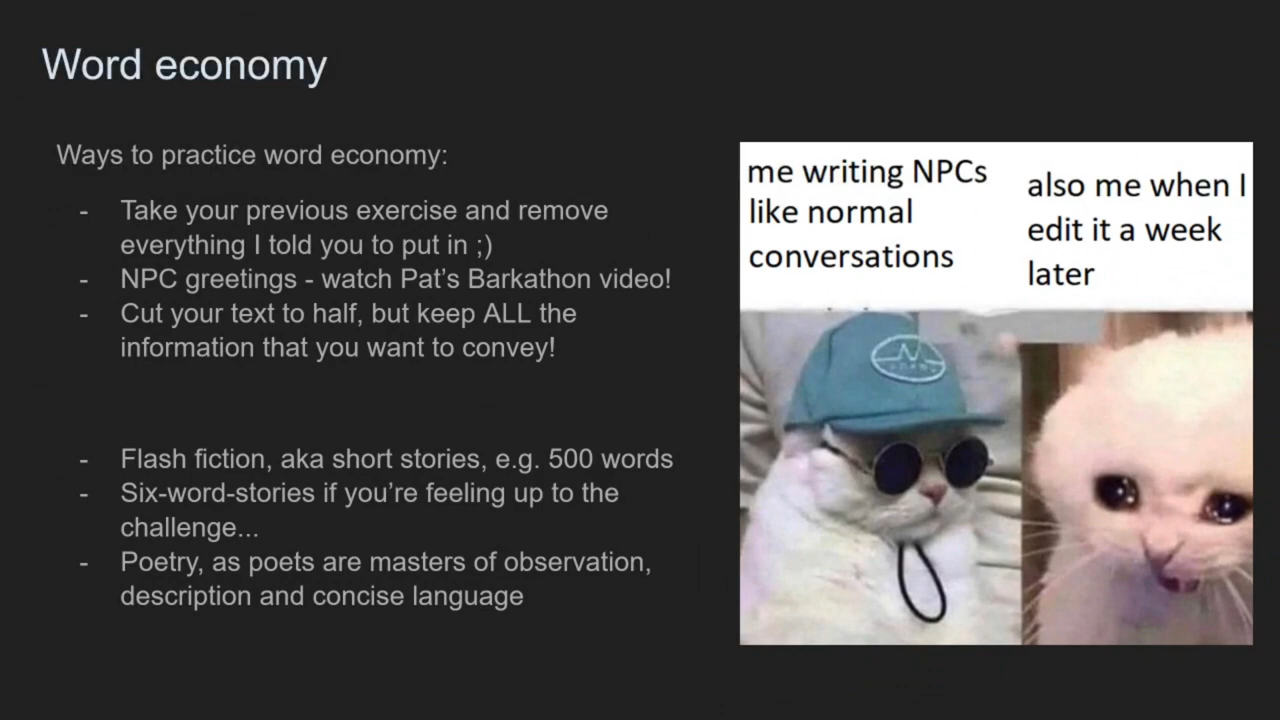 Word economy
Ways to practice word economy:
- Take your previous exercise and remove
everything I told you to put in ;)
- NPC greetings - watch Pat’s Barkathon video!
- Cut your text to half, but keep ALL the
information that you want to convey!
- Flash fiction, aka short stories, e.g. 500 words
- Six-word-stories if you’re feeling up to the
challenge...
- Poetry, as poets are masters of observation,
description and concise language
me writing NPCs
like normal
conversations
also me when I
edit it a week
later